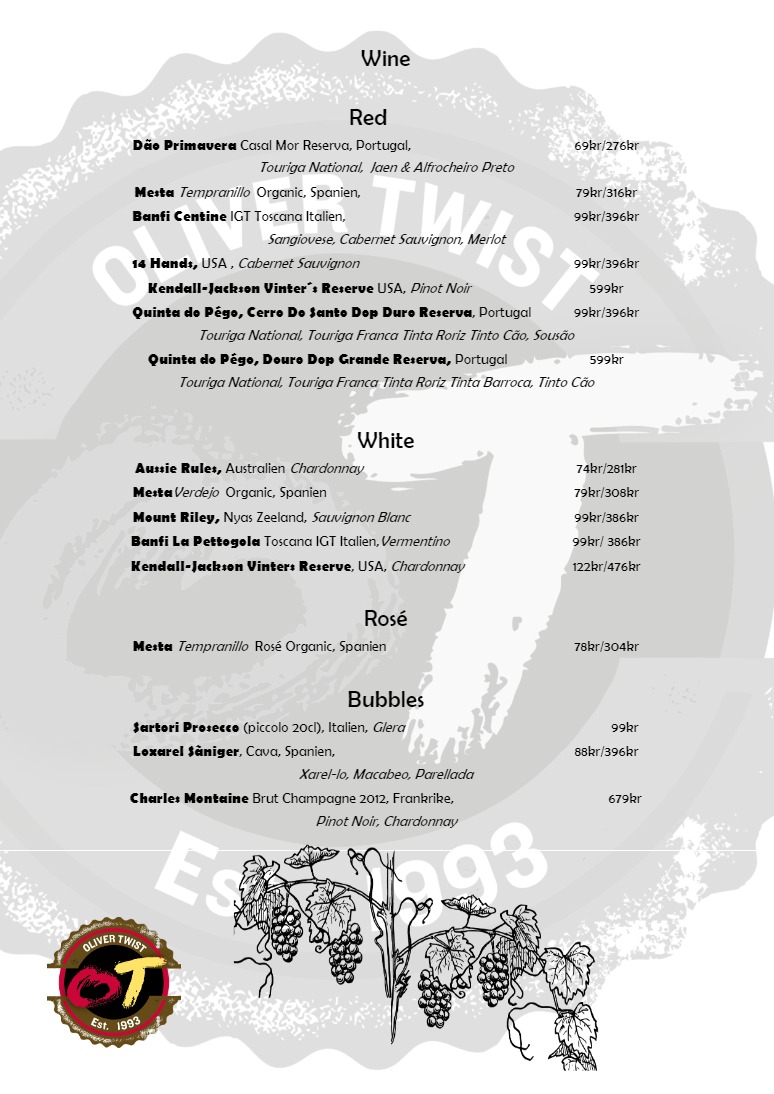 Wine
Red
Dão Primavera Casal Mor Reserva, Portugal, 69kr/276kr
Touriga National, Jaen & Alfrocheiro Preto
Mesta Tempranillo Organic, Spanien, 79kr/316kr
Banfi Centine IGT Toscana Italien, 99kr/396kr
Sangiovese, Cabernet Sauvignon, Merlot
14 Hands, USA , Cabernet Sauvignon 99kr/396kr
Kendall-Jackson Vinter´s Reserve USA, Pinot Noir 599kr
Quinta do Pégo, Cerro Do Santo Dop Duro Reserva, Portugal 99kr/396kr
Touriga National, Touriga Franca Tinta Roriz Tinto Cão, Sousão
Quinta do Pégo, Douro Dop Grande Reserva, Portugal 599kr
Touriga National, Touriga Franca Tinta Roriz Tinta Barroca, Tinto Cão
White
Aussie Rules, Australien Chardonnay 74kr/281kr
Mesta Verdejo Organic, Spanien 79kr/308kr
Mount Riley, Nyas Zeeland, Sauvignon Blanc 99kr/386kr
Banfi La Pettogola Toscana IGT Italien, Vermentino 99kr/ 386kr
Kendall-Jackson Vinters Reserve, USA, Chardonnay 122kr/476kr
Rosé
Mesta Tempranillo Rosé Organic, Spanien 78kr/304kr
Bubbles
Sartori Prosecco (piccolo 20cl), Italien, Glera 99kr
Loxarel Sàniger, Cava, Spanien, 88kr/396kr
Xarel-lo, Macabeo, Parellada
Charles Montaine Brut Champagne 2012, Frankrike, 679kr
Pinot Noir, Chardonnay
OLIVER TWIST
OT
Est. 1993
OLIVER TWIST
OT
Est. 1993